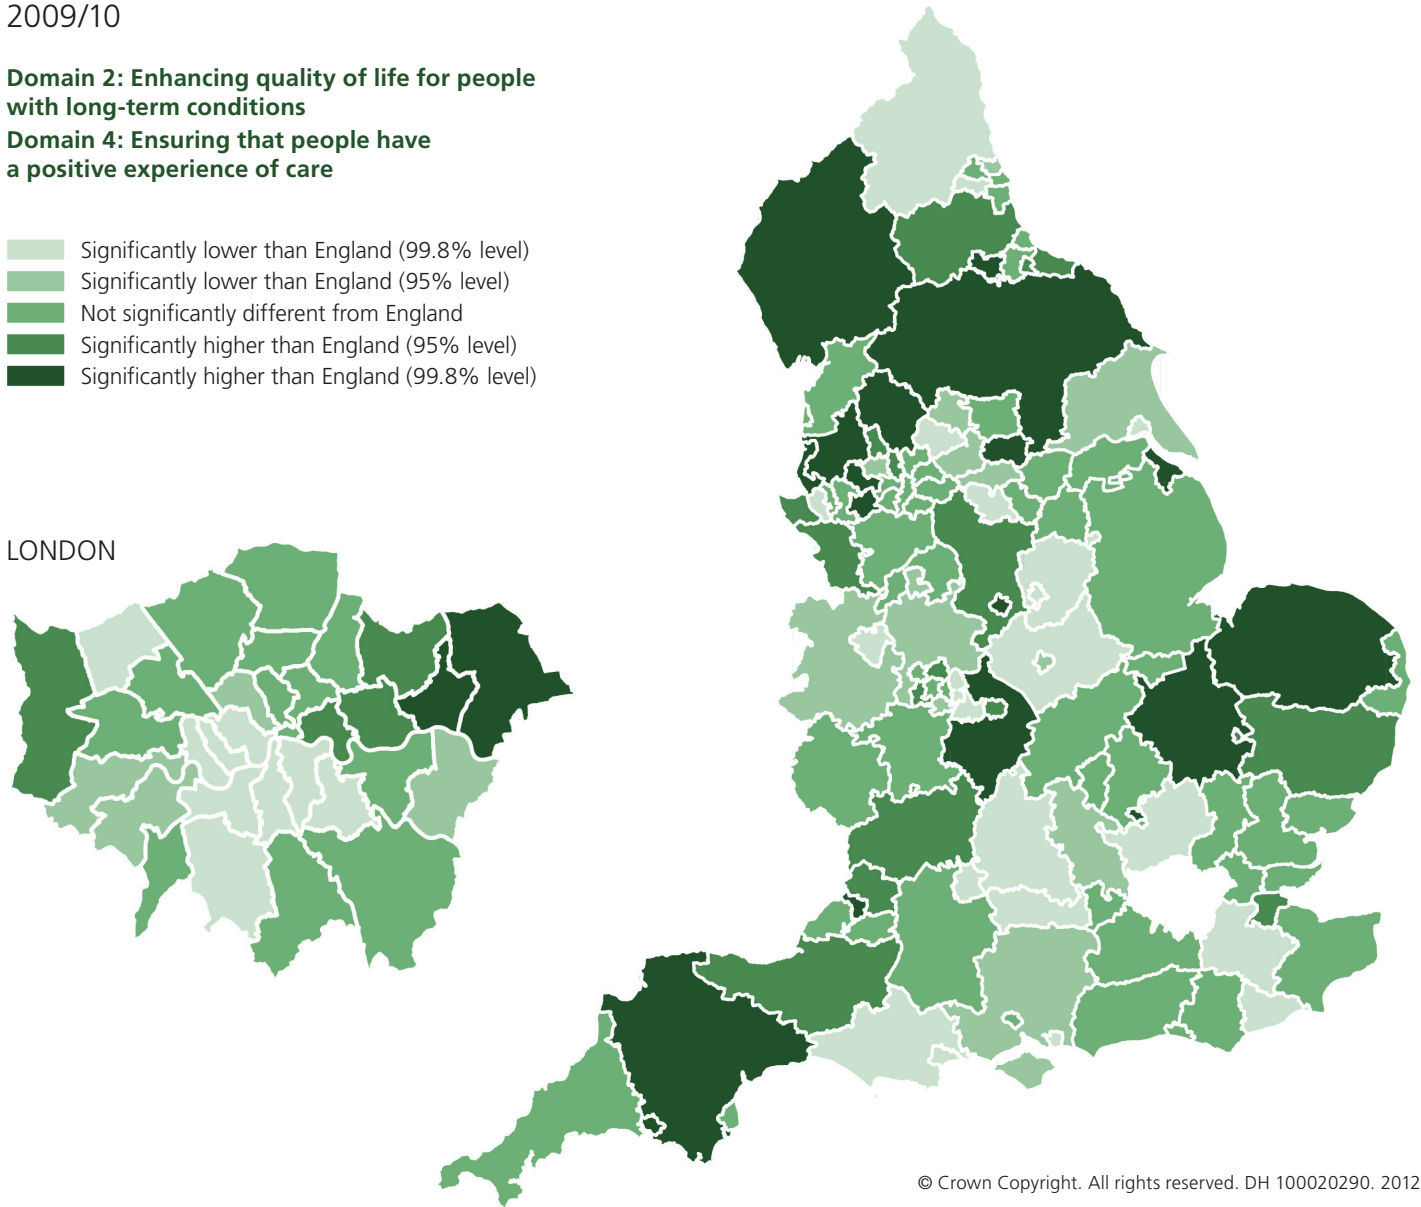 2009/10
Domain 2: Enhancing quality of life for people
with long-term conditions
Domain 4: Ensuring that people have
a positive experience of care
Significantly lower than England (99.8% level)
Significantly lower than England (95% level)
Not significantly different from England
Significantly higher than England (95% level)
Significantly higher than England (99.8% level)
LONDON
© Crown Copyright. All rights reserved. DH 100020290. 2012